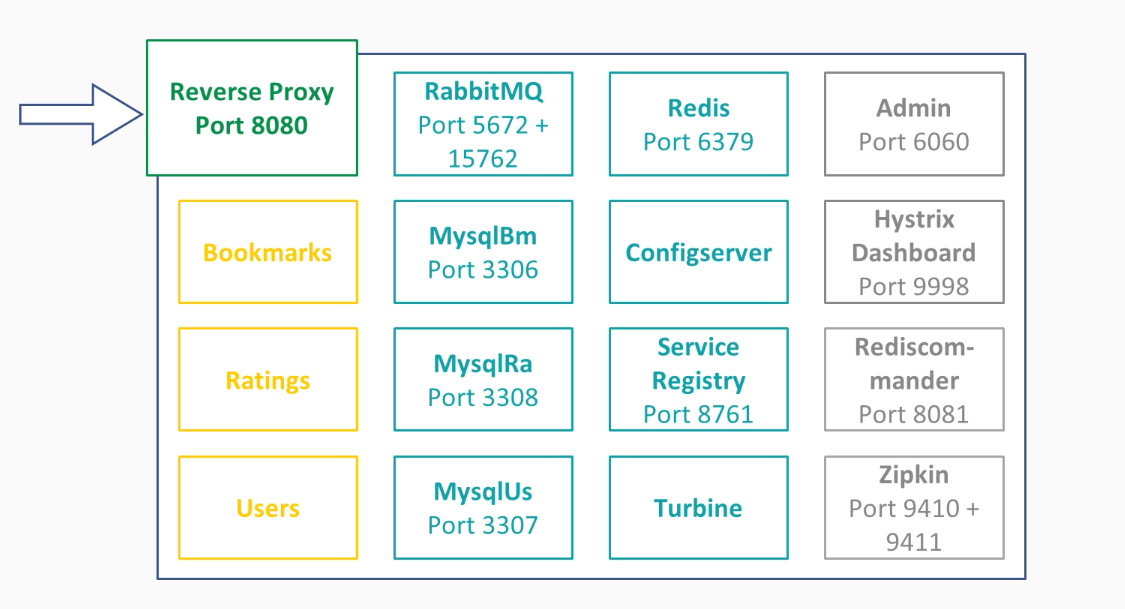 Reverse Proxy
Port 8080
RabbitMQ
Port 5672 +
15762
Redis
Port 6379
Admin
Port 6060
Bookmarks
MysqlBm
Port 3306
Configserver
Hystrix
Dashboard
Port 9998
Ratings
MysqlRa
Port 3308
Service
Registry
Port 8761
Rediscom-
mander
Port 8081
Users
MysqlUs
Port 3307
Turbine
Zipkin
Port 9410 +
9411